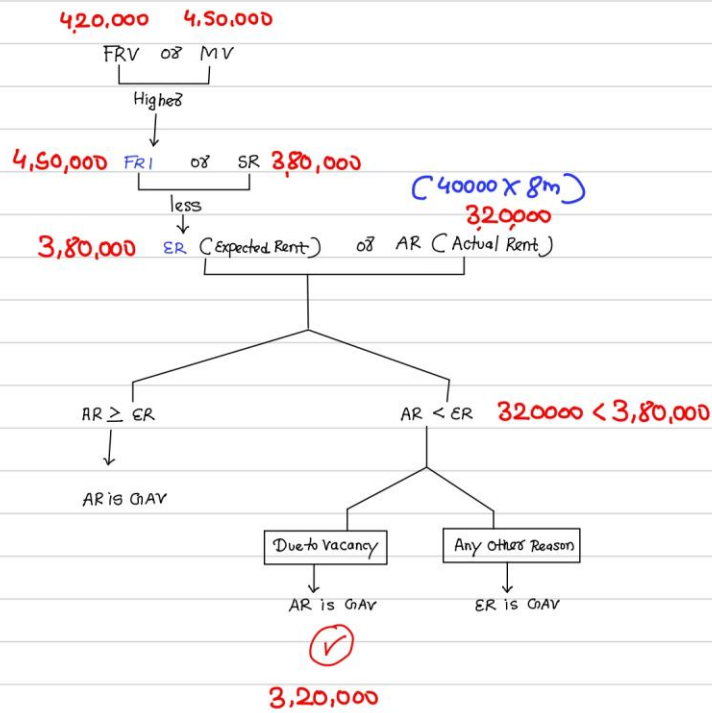 4,20,000 4,50,000
FRV or MV
Higher
4,50,000 FRI or SR 3,80,000
(40000 X 8m)
less
3,20,000
3,80,000 ER (Expected Rent) or AR (Actual Rent)
AR ≥ ER AR < ER 320000 < 3,80,000
AR is GAV
Due to Vacancy Any Other Reason
AR is GAV ER is GAV
✓
3,20,000